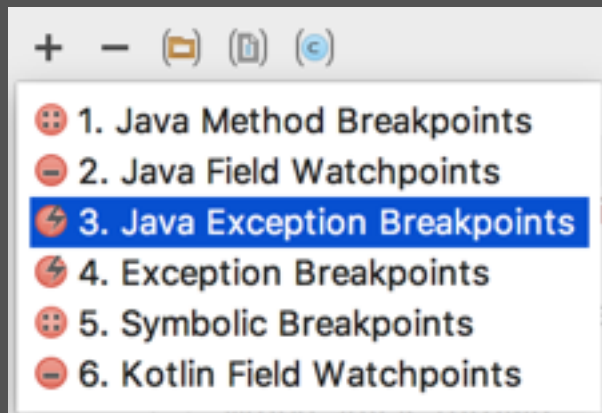 1. Java Method Breakpoints
2. Java Field Watchpoints
3. Java Exception Breakpoints
4. Exception Breakpoints
5. Symbolic Breakpoints
6. Kotlin Field Watchpoints